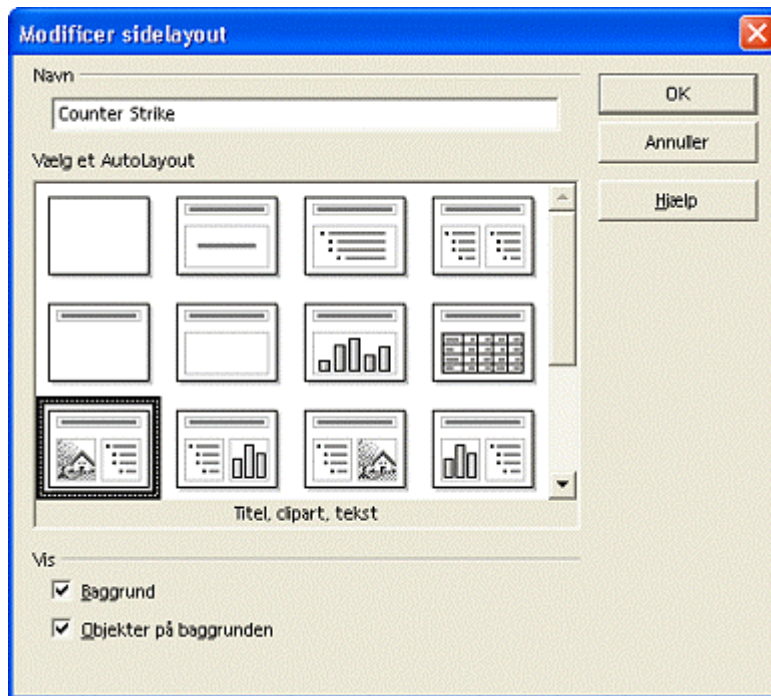 Modificer sidelayout
Navn
Counter Strike
Vælg et AutoLayout
Titel, clipart, tekst
Vis
Baggrund
Objekter på baggrunden
OK
Annuller
Hjælp